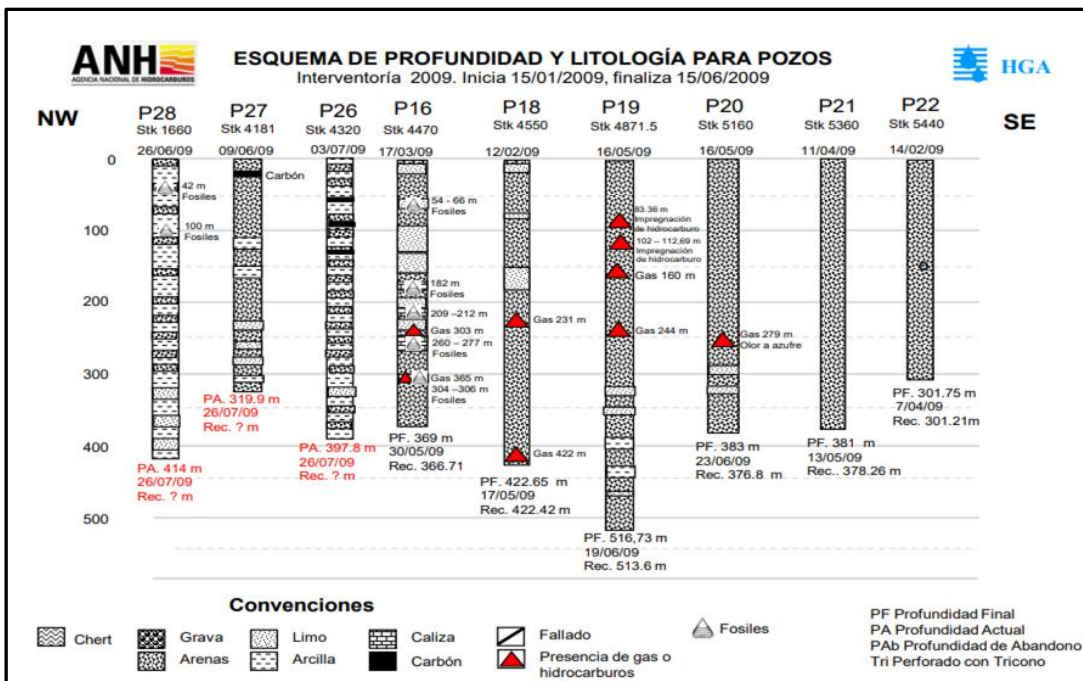 ANH
AGENCIA NACIONAL DE HIDROCARBUROS
ESQUEMA DE PROFUNDIDAD Y LITOLOGÍA PARA POZOS
Interventoría 2009. Inicia 15/01/2009, finaliza 15/06/2009
HGA
NW
SE
P28
Stk 1660
26/06/09
P27
Stk 4181
09/06/09
P26
Stk 4320
03/07/09
P16
Stk 4470
17/03/09
P18
Stk 4550
12/02/09
P19
Stk 4871.5
16/05/09
P20
Stk 5160
16/05/09
P21
Stk 5360
11/04/09
P22
Stk 5440
14/02/09
0
100
200
300
400
500
42 m
Fosiles
100 m
Fosiles
PA. 414 m
26/07/09
Rec. ? m
Carbón
PA. 319.9 m
26/07/09
Rec. ? m
PA. 397.8 m
26/07/09
Rec. ? m
54 - 66 m
Fosiles
182 m
Fosiles
209 –212 m
Gas 303 m
260 – 277 m
Fosiles
Gas 365 m
304 –306 m
Fosiles
PF. 369 m
30/05/09
Rec. 366.71
Gas 231 m
Gas 422 m
PF. 422.65 m
17/05/09
Rec. 422.42 m
83.36 m
Impregnación
de hidrocarburo
102 – 112,69 m
Impregnación
de hidrocarburo
Gas 160 m
Gas 244 m
PF. 516,73 m
19/06/09
Rec. 513.6 m
Gas 279 m
Olor a azufre
PF. 383 m
23/06/09
Rec. 376.8 m
PF. 381 m
13/05/09
Rec.. 378.26 m
PF. 301.75 m
7/04/09
Rec. 301.21m
Convenciones
Chert
Grava
Arenas
Limo
Arcilla
Caliza
Carbón
Fallado
Presencia de gas o
hidrocarburos
Fosiles
PF Profundidad Final
PA Profundidad Actual
PAb Profundidad de Abandono
Tri Perforado con Tricono